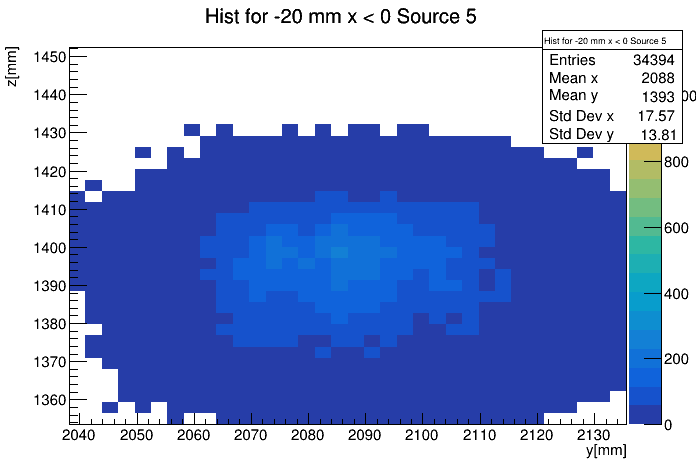 Hist for -20 mm x < 0 Source 5
Hist for -20 mm x < 0 Source 5
Entries 34394
Mean x 2088
Mean y 1393
Std Dev x 17.57
Std Dev y 13.81
z[mm]
1450
1440
1430
1420
1410
1400
1390
1380
1370
1360
2040 2050 2060 2070 2080 2090 2100 2110 2120 2130
y[mm]
00
800
600
400
200
0